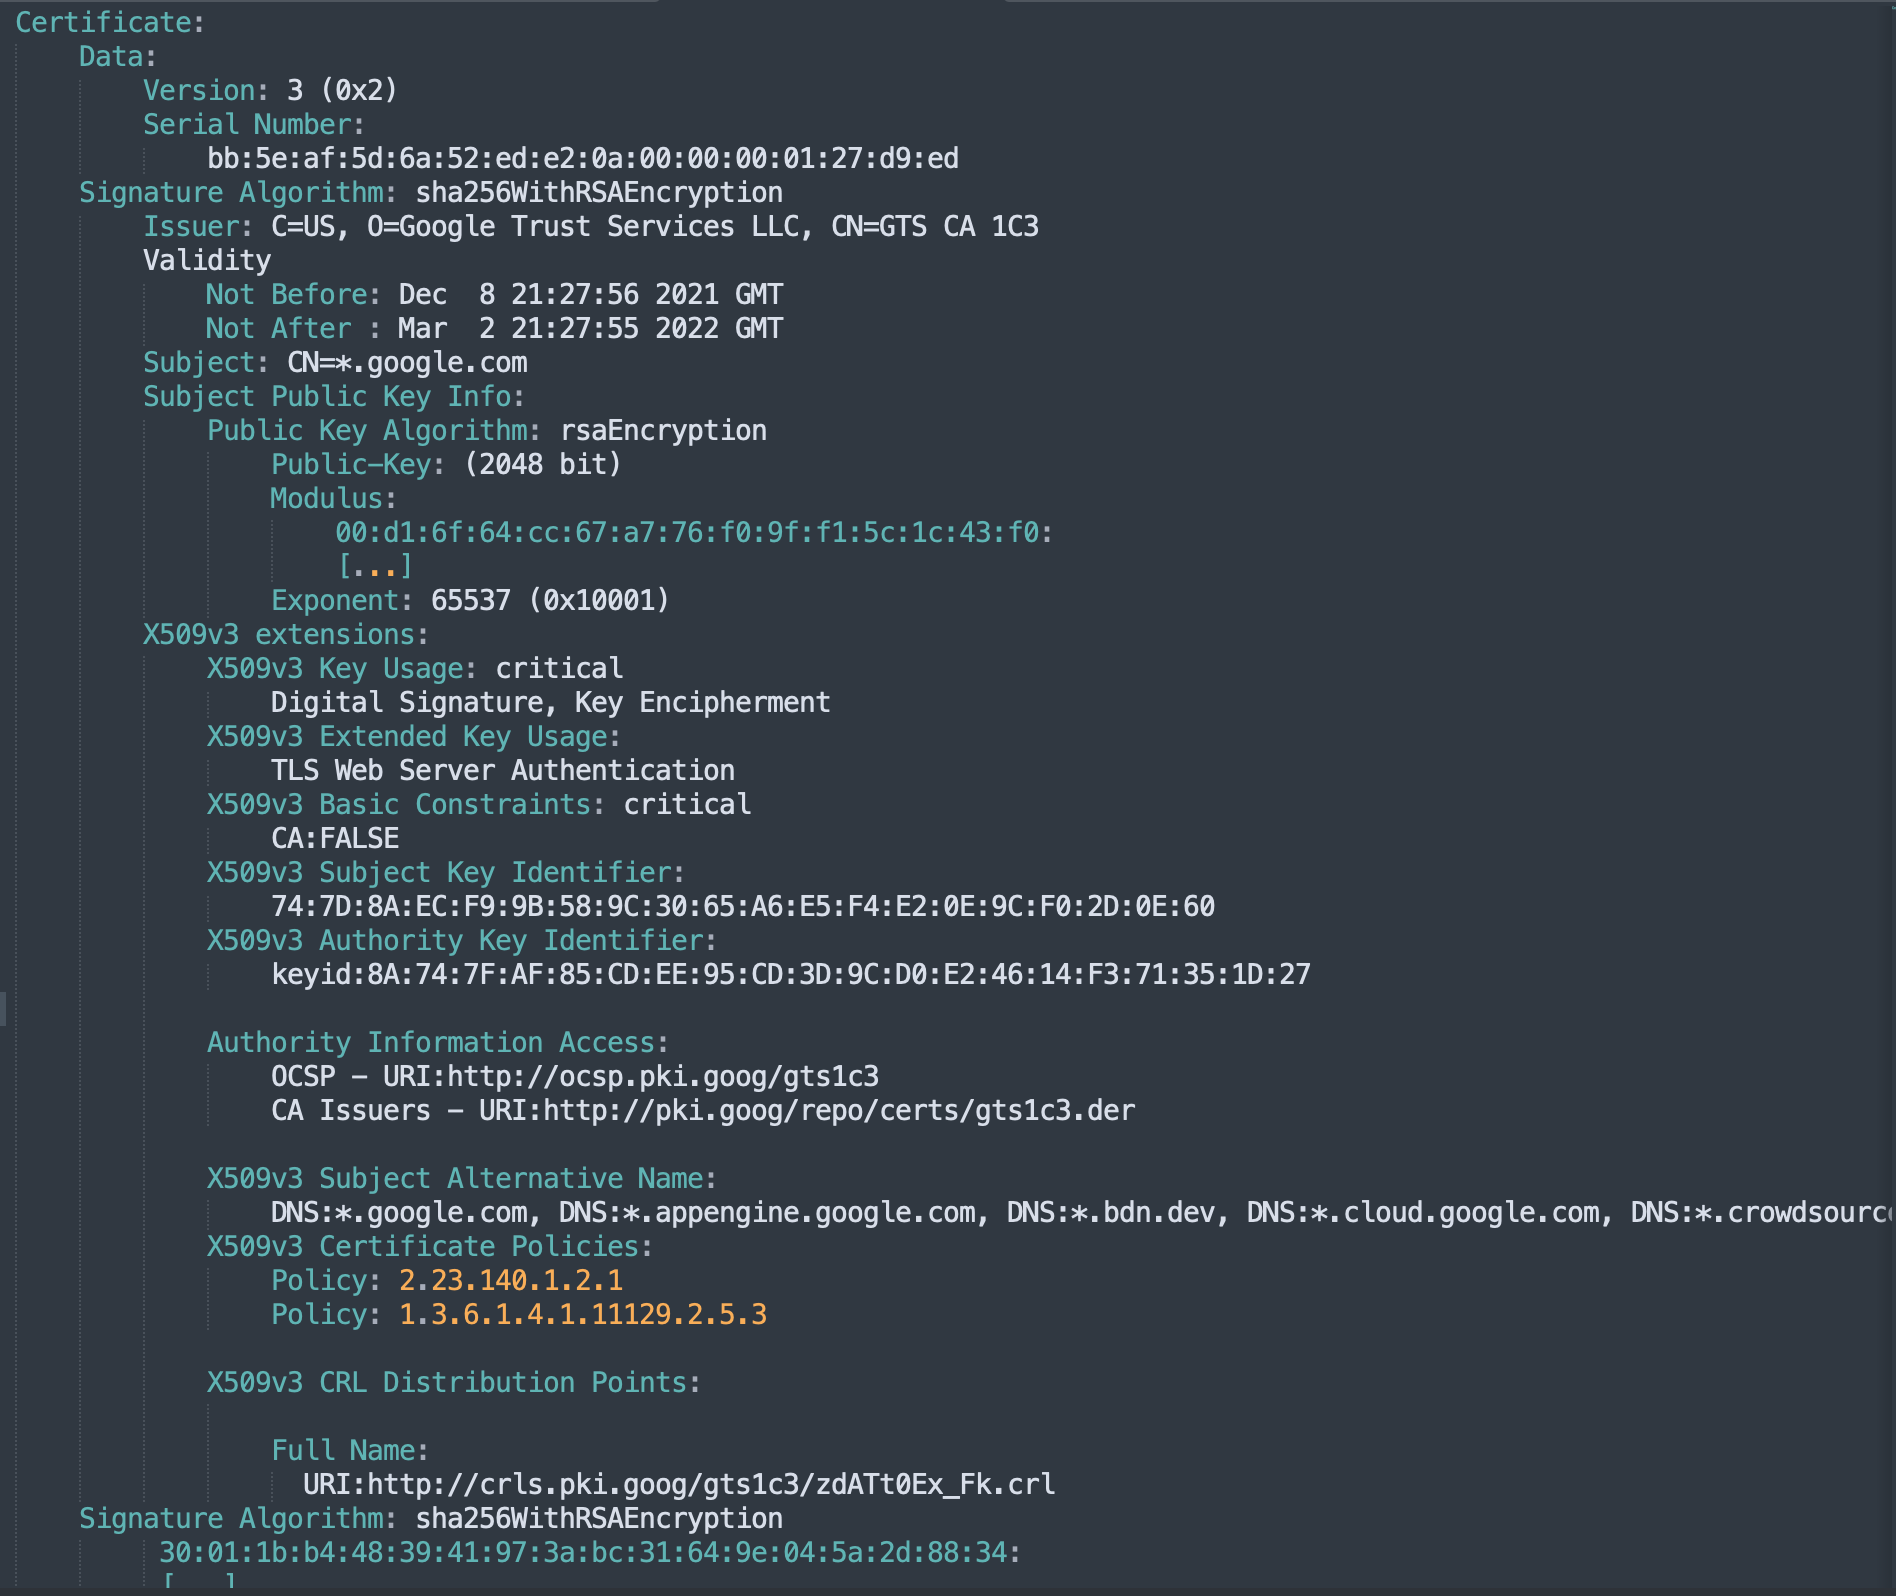 Certificate:
Data:
Version: 3 (0x2)
Serial Number:
bb:5e:af:5d:6a:52:ed:e2:0a:00:00:00:01:27:d9:ed
Signature Algorithm: sha256WithRSAEncryption
Issuer: C=US, O=Google Trust Services LLC, CN=GTS CA 1C3
Validity
Not Before: Dec  8 21:27:56 2021 GMT
Not After : Mar  2 21:27:55 2022 GMT
Subject: CN=*.google.com
Subject Public Key Info:
Public Key Algorithm: rsaEncryption
Public-Key: (2048 bit)
Modulus:
00:d1:6f:64:cc:67:a7:76:f0:9f:f1:5c:1c:43:f0:
[...]
Exponent: 65537 (0x10001)
X509v3 extensions:
X509v3 Key Usage: critical
Digital Signature, Key Encipherment
X509v3 Extended Key Usage:
TLS Web Server Authentication
X509v3 Basic Constraints: critical
CA:FALSE
X509v3 Subject Key Identifier:
74:7D:8A:EC:F9:9B:58:9C:30:65:A6:E5:F4:E2:0E:9C:F0:2D:0E:60
X509v3 Authority Key Identifier:
keyid:8A:74:7F:AF:85:CD:EE:95:CD:3D:9C:D0:E2:46:14:F3:71:35:1D:27
Authority Information Access:
OCSP - URI:http://ocsp.pki.goog/gts1c3
CA Issuers - URI:http://pki.goog/repo/certs/gts1c3.der
X509v3 Subject Alternative Name:
DNS:*.google.com, DNS:*.appengine.google.com, DNS:*.bdn.dev, DNS:*.cloud.google.com, DNS:*.crowdsourc
X509v3 Certificate Policies:
Policy: 2.23.140.1.2.1
Policy: 1.3.6.1.4.1.11129.2.5.3
X509v3 CRL Distribution Points:
Full Name:
URI:http://crls.pki.goog/gts1c3/zdATt0Ex_Fk.crl
Signature Algorithm: sha256WithRSAEncryption
30:01:1b:b4:48:39:41:97:3a:bc:31:64:9e:04:5a:2d:88:34: